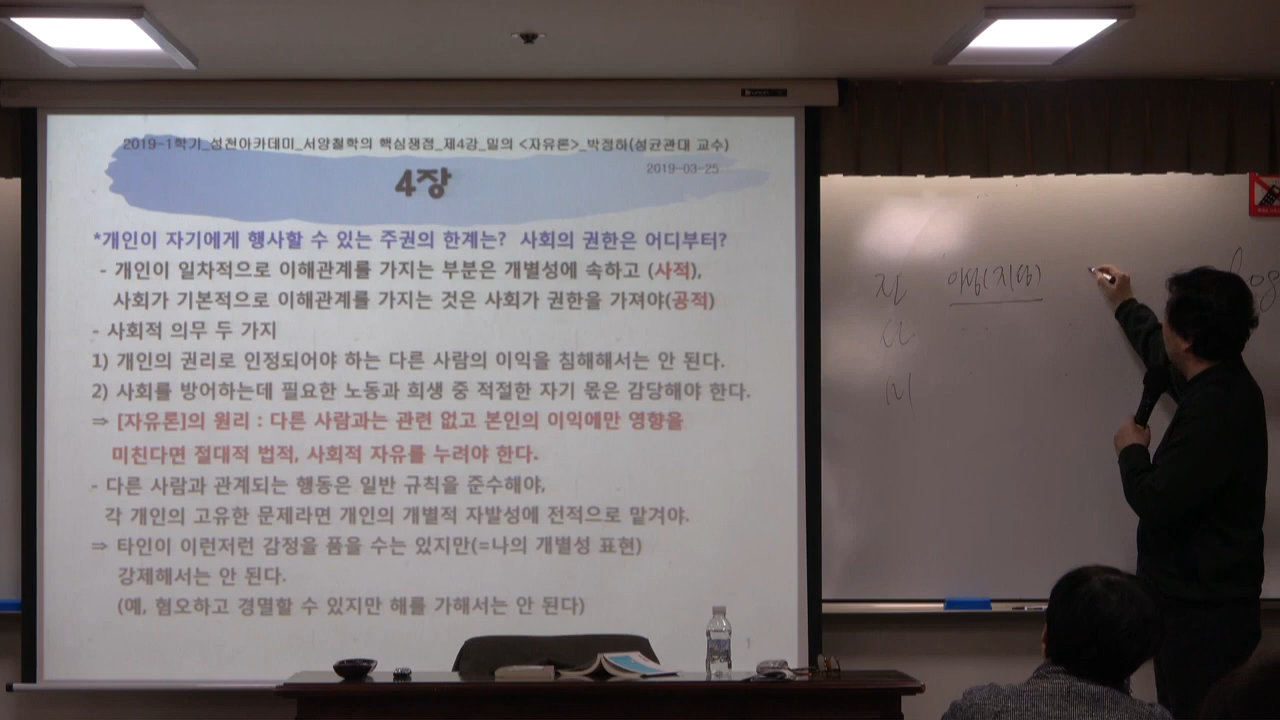 2019-1학기_성천아카데미_서양철학의 핵심쟁점_제4강_밀의 <자유론>_박정하(성균관대 교수)
2019-03-25
4장
*개인이 자기에게 행사할 수 있는 주권의 한계는? 사회의 권한은 어디부터?
- 개인이 일차적으로 이해관계를 가지는 부분은 개별성에 속하고 (사적),
사회가 기본적으로 이해관계를 가지는 것은 사회가 권한을 가져야(공적)
- 사회적 의무 두 가지
1) 개인의 권리로 인정되어야 하는 다른 사람의 이익을 침해해서는 안 된다.
2) 사회를 방어하는데 필요한 노동과 희생 중 적절한 자기 몫은 감당해야 한다.
⇒ [자유론]의 원리 : 다른 사람과는 관련 없고 본인의 이익에만 영향을
미친다면 절대적 법적, 사회적 자유를 누려야 한다.
- 다른 사람과 관계되는 행동은 일반 규칙을 준수해야,
각 개인의 고유한 문제라면 개인의 개별적 자발성에 전적으로 맡겨야.
⇒ 타인이 이런저런 감정을 품을 수는 있지만(=나의 개별성 표현)
강제해서는 안 된다.
(예, 혐오하고 경멸할 수 있지만 해를 가해서는 안 된다)
1
진 이성(지성)
미